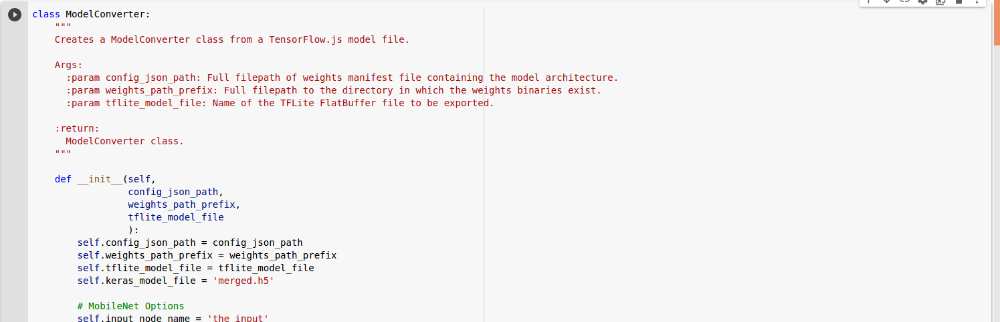 class ModelConverter:
    """
    Creates a ModelConverter class from a TensorFlow.js model file.

    Args:
      :param config_json_path: Full filepath of weights manifest file containing the model architecture.
      :param weights_path_prefix: Full filepath to the directory in which the weights binaries exist.
      :param tflite_model_file: Name of the TFLite FlatBuffer file to be exported.

    :return:
      ModelConverter class.
    """

    def __init__(self,
                 config_json_path,
                 weights_path_prefix,
                 tflite_model_file
                 ):
        self.config_json_path = config_json_path
        self.weights_path_prefix = weights_path_prefix
        self.tflite_model_file = tflite_model_file
        self.keras_model_file = 'merged.h5'

        # MobileNet Options
        self.input_node_name = 'the_input'